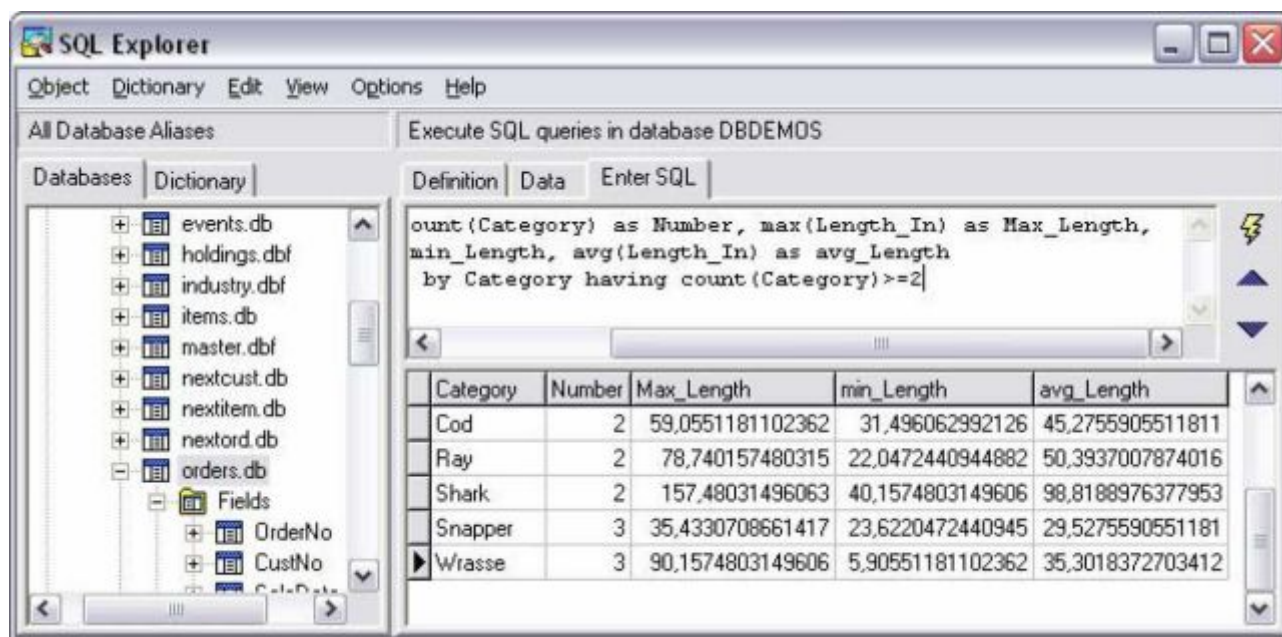 SQL Explorer
Object Dictionary Edit View Options Help
All Database Aliases
Execute SQL queries in database DBDEMOS
Databases Dictionary
Definition Data Enter SQL
events.db
holdings.dbf
industry.dbf
items.db
master.dbf
nextcust.db
nextitem.db
nextord.db
orders.db
Fields
OrderNo
CustNo
ount(Category) as Number, max(Length_In) as Max_Length,
min_Length, avg(Length_In) as avg_Length
by Category having count(Category)>=2
Category Number Max_Length min_Length avg_Length
Cod 2 59,0551181102362 31,496062992126 45,2755905511811
Ray 2 78,740157480315 22,0472440944882 50,3937007874016
Shark 2 157,48031496063 40,1574803149606 98,8188976377953
Snapper 3 35,4330708661417 23,6220472440945 29,5275590551181
Wrasse 3 90,1574803149606 5,90551181102362 35,3018372703412